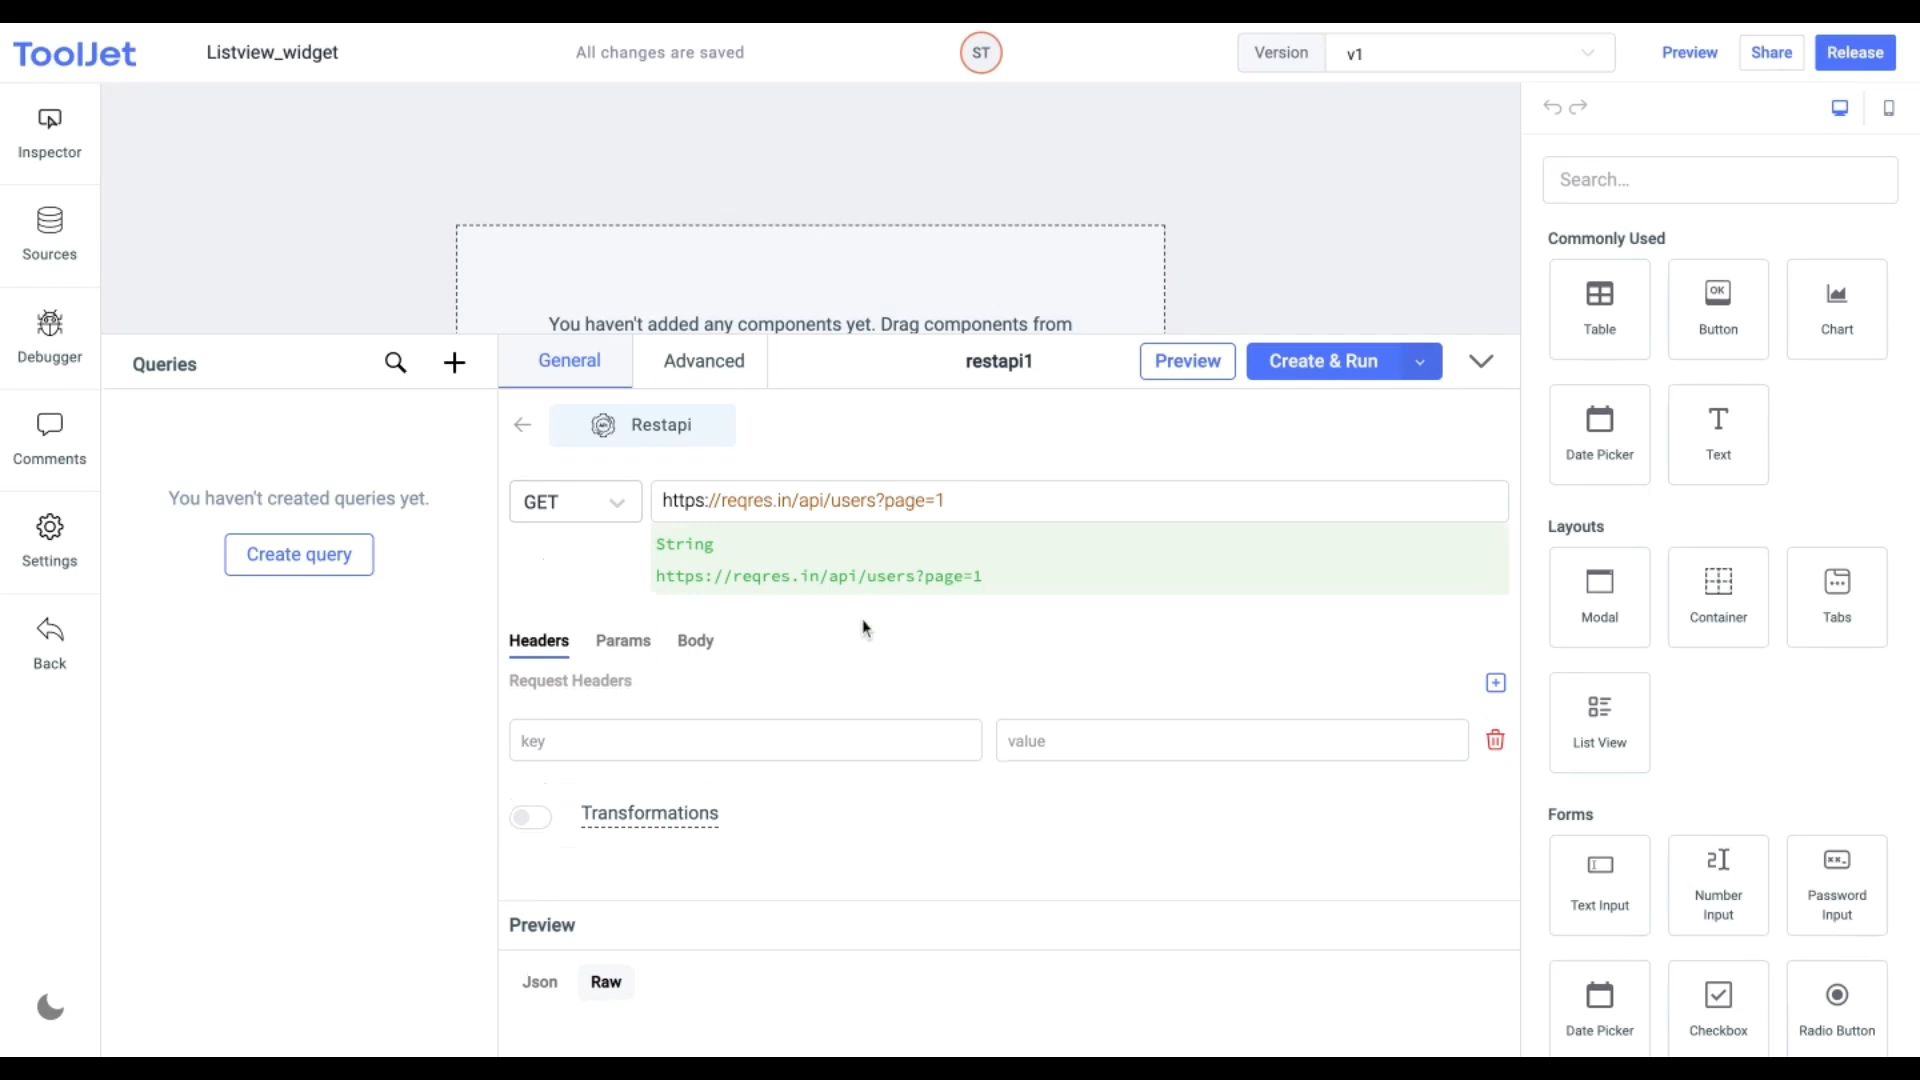 ToolJet
Listview_widget
All changes are saved
ST
Version
v1
Preview
Share
Release
Inspector
Sources
Debugger
Comments
Settings
Back
You haven't added any components yet. Drag components from
Queries
You haven't created queries yet.
Create query
General
Advanced
restapi1
Preview
Create & Run
API
Restapi
GET
https://reqres.in/api/users?page=1
String
https://reqres.in/api/users?page=1
Headers
Params
Body
Request Headers
key
value
Transformations
Preview
Json
Raw
Search...
Commonly Used
Table
OK
Button
Chart
Date Picker
Text
Layouts
Modal
Container
Tabs
List View
Forms
Text Input
Number
Input
Password
Input
Date Picker
Checkbox
Radio Button